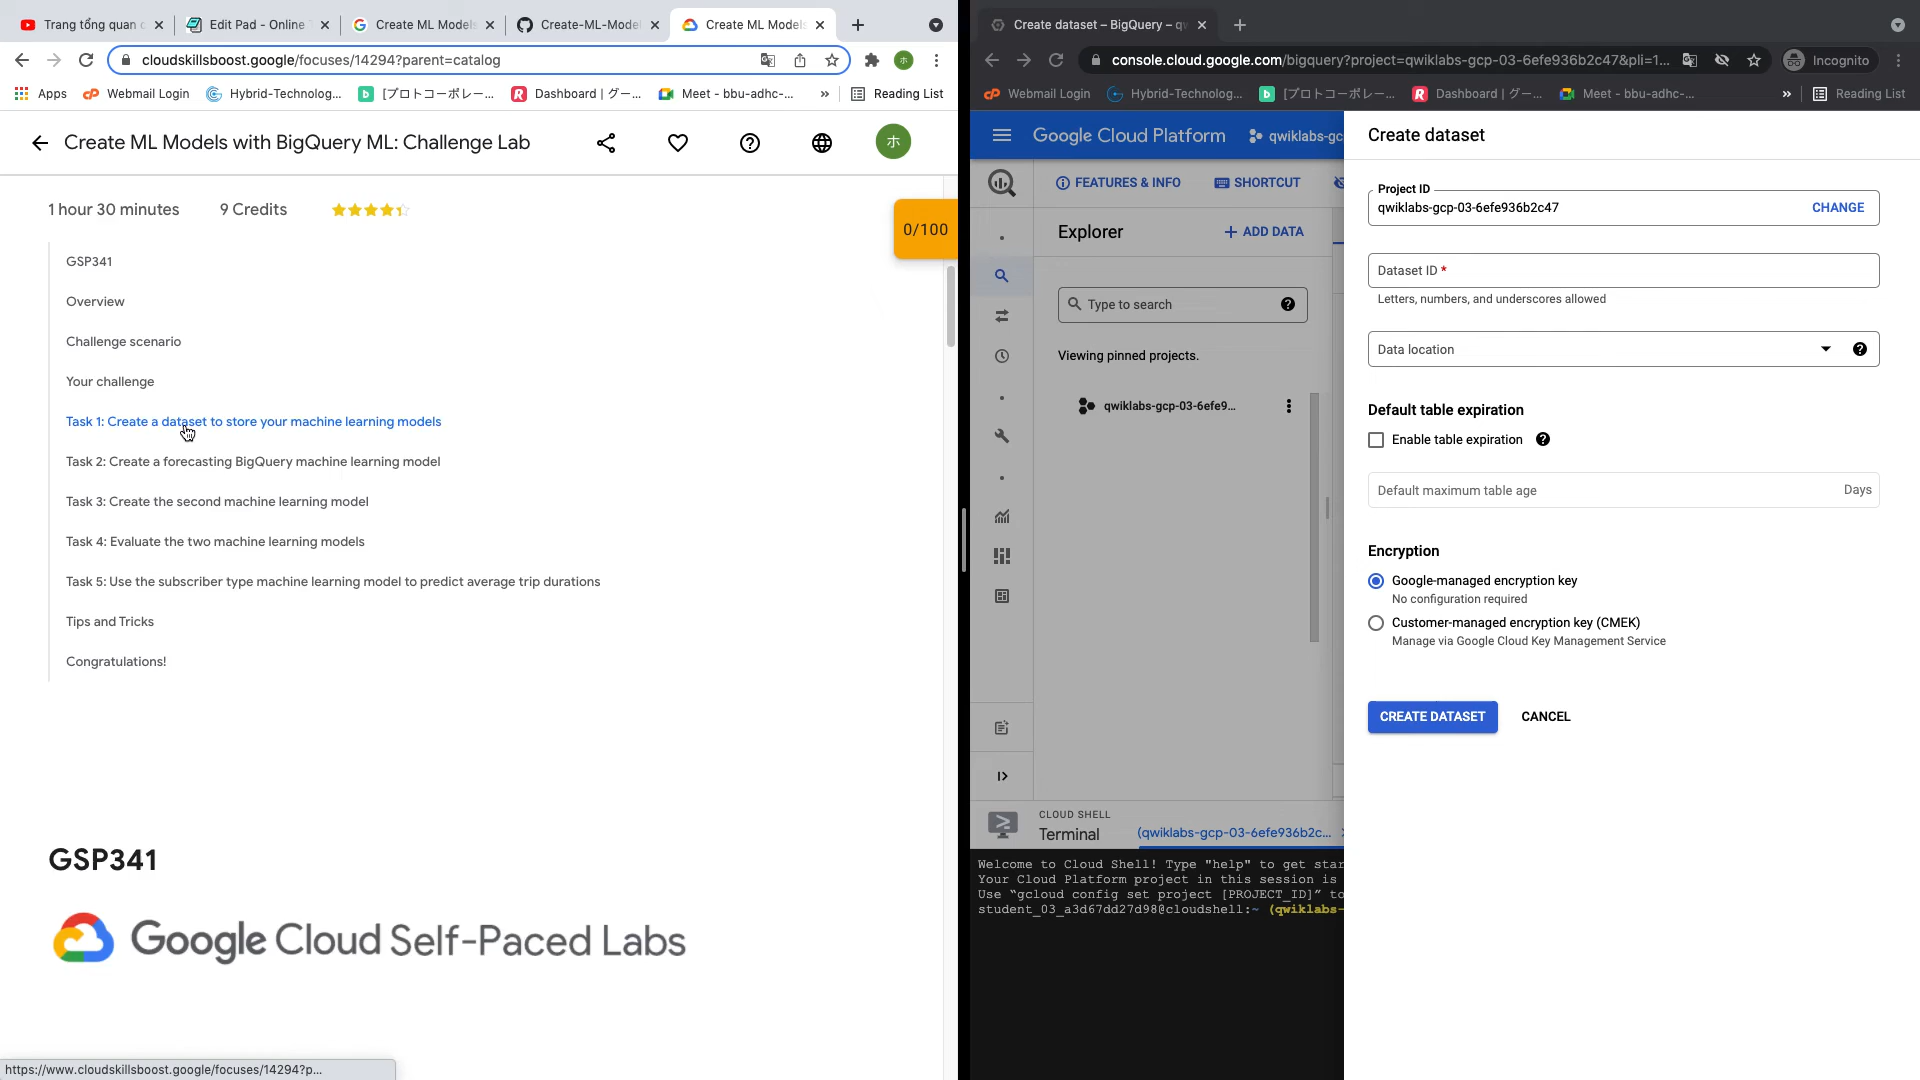 Trang tổng quan c
Edit Pad - Online T
Create ML Models
Create-ML-Model
Create ML Models
cloudskillsboost.google/focuses/14294?parent=catalog
Apps
Webmail Login
Hybrid-Technolog...
[プロトコーポレー...
Dashboard | グー...
Meet - bbu-adhc-...
»
Reading List
Create ML Models with BigQuery ML: Challenge Lab
ホ
1 hour 30 minutes
9 Credits
0/100
GSP341
Overview
Challenge scenario
Your challenge
Task 1: Create a dataset to store your machine learning models
Task 2: Create a forecasting BigQuery machine learning model
Task 3: Create the second machine learning model
Task 4: Evaluate the two machine learning models
Task 5: Use the subscriber type machine learning model to predict average trip durations
Tips and Tricks
Congratulations!
GSP341
Google Cloud Self-Paced Labs
https://www.cloudskillsboost.google/focuses/14294?p...
Create dataset – BigQuery – qw
console.cloud.google.com/bigquery?project=qwiklabs-gcp-03-6efe936b2c47&pli=1...
Incognito
Webmail Login
Hybrid-Technolog...
[プロトコーポレー...
Dashboard | グー...
Meet - bbu-adhc-...
»
Reading List
Google Cloud Platform
qwiklabs-gc
FEATURES & INFO
SHORTCUT
Explorer
ADD DATA
Type to search
Viewing pinned projects.
qwiklabs-gcp-03-6efe9...
CLOUD SHELL
Terminal
(qwiklabs-gcp-03-6efe936b2c...
Welcome to Cloud Shell! Type "help" to get star
Your Cloud Platform project in this session is
Use “gcloud config set project [PROJECT_ID]” to
student_03_a3d67dd27d98@cloudshell:~ (qwiklabs-
Create dataset
Project ID
qwiklabs-gcp-03-6efe936b2c47
CHANGE
Dataset ID *
Letters, numbers, and underscores allowed
Data location
Default table expiration
Enable table expiration
Default maximum table age
Days
Encryption
Google-managed encryption key
No configuration required
Customer-managed encryption key (CMEK)
Manage via Google Cloud Key Management Service
CREATE DATASET
CANCEL